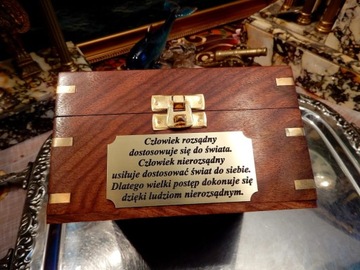 Człowiek rozsądny
dostosowuje się do świata.
Człowiek nierozsądny
usiłuje dostosować świat do siebie.
Dlatego wielki postęp dokonuje się
dzięki ludziom nierozsądnym.